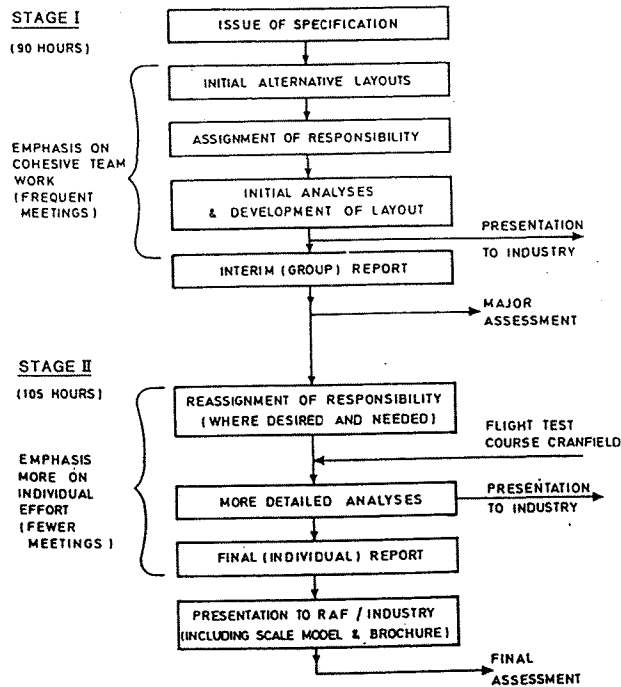 STAGE I
(90 HOURS)
ISSUE OF SPECIFICATION
INITIAL ALTERNATIVE LAYOUTS
ASSIGNMENT OF RESPONSIBILITY
EMPHASIS ON
COHESIVE TEAM
WORK
(FREQUENT
MEETINGS)
INITIAL ANALYSES
& DEVELOPMENT OF LAYOUT
PRESENTATION
TO INDUSTRY
INTERIM (GROUP) REPORT
MAJOR
ASSESSMENT
STAGE II
(105 HOURS)
REASSIGNMENT OF RESPONSIBILITY
(WHERE DESIRED AND NEEDED)
FLIGHT TEST
COURSE CRANFIELD
EMPHASIS
MORE ON
INDIVIDUAL
EFFORT
(FEWER
MEETINGS)
MORE DETAILED ANALYSES
PRESENTATION
TO INDUSTRY
FINAL (INDIVIDUAL) REPORT
PRESENTATION TO RAF / INDUSTRY
(INCLUDING SCALE MODEL & BROCHURE)
FINAL
ASSESSMENT